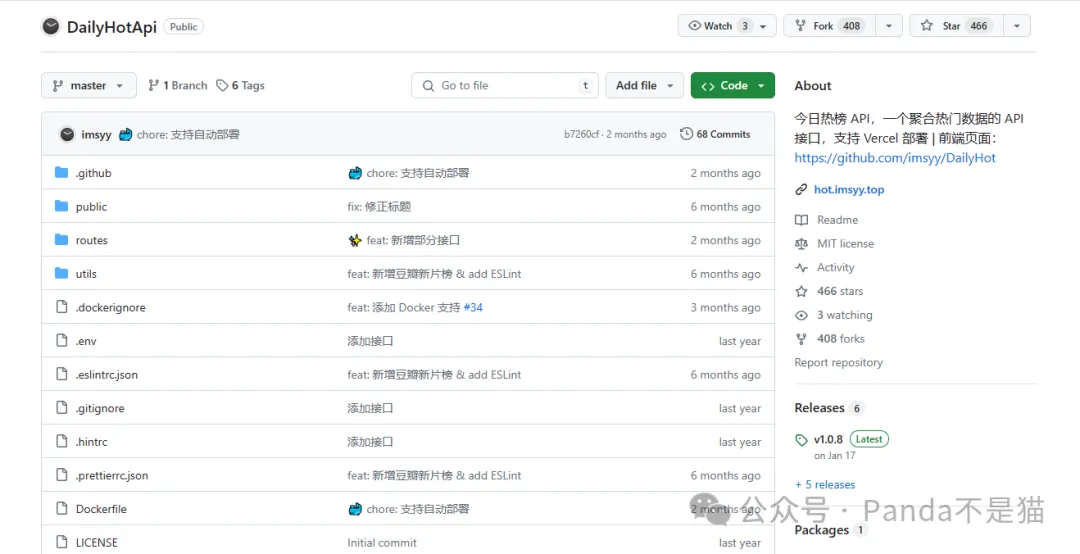 DailyHotApi Public Watch 3 Fork 408 Star 466
master 1 Branch 6 Tags Go to file t Add file Code
imsyy chore: 支持自动部署 b7260cf · 2 months ago 68 Commits
.github chore: 支持自动部署 2 months ago
public fix: 修正标题 6 months ago
routes feat: 新增部分接口 2 months ago
utils feat: 新增豆瓣新片榜 & add ESLint 6 months ago
.dockerignore feat: 添加 Docker 支持 #34 3 months ago
.env 添加接口 last year
.eslintrc.json feat: 新增豆瓣新片榜 & add ESLint 6 months ago
.gitignore 添加接口 last year
.hintrc 添加接口 last year
.prettierrc.json feat: 新增豆瓣新片榜 & add ESLint 6 months ago
Dockerfile chore: 支持自动部署 2 months ago
LICENSE Initial commit last year
About
今日热榜 API，一个聚合热门数据的 API
接口，支持 Vercel 部署 | 前端页面：
https://github.com/imsyy/DailyHot
hot.imsyy.top
Readme
MIT license
Activity
466 stars
3 watching
408 forks
Report repository
Releases 6
v1.0.8 Latest
on Jan 17
+ 5 releases
公众号 · Panda不是猫
Packages 1